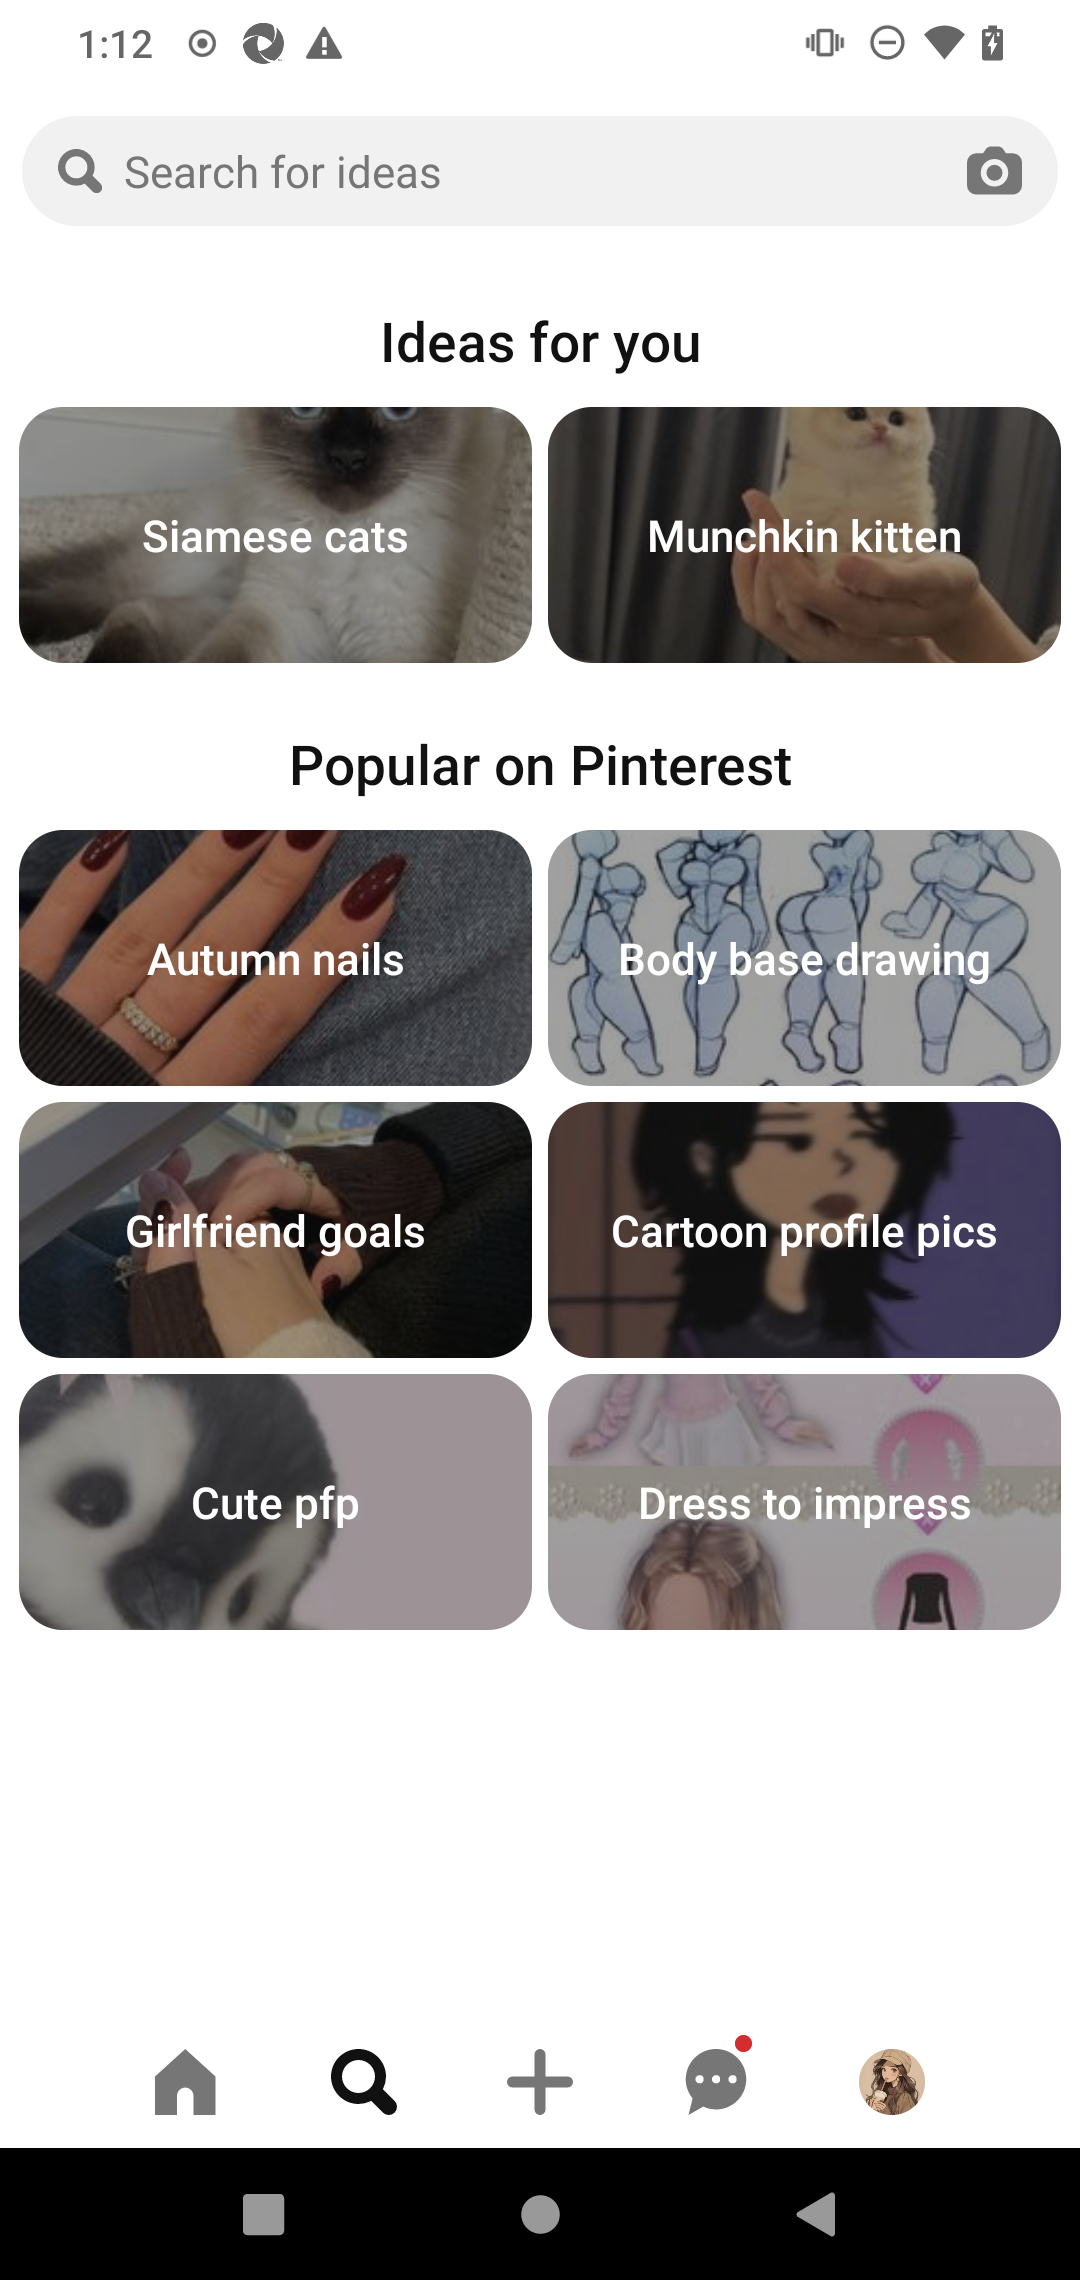 1:12
Search for ideas
Ideas for you
Siamese cats
Munchkin kitten
Popular on Pinterest
Autumn nails
Body base drawing
Girlfriend goals
Cartoon profile pics
Cute pfp
Dress to impress